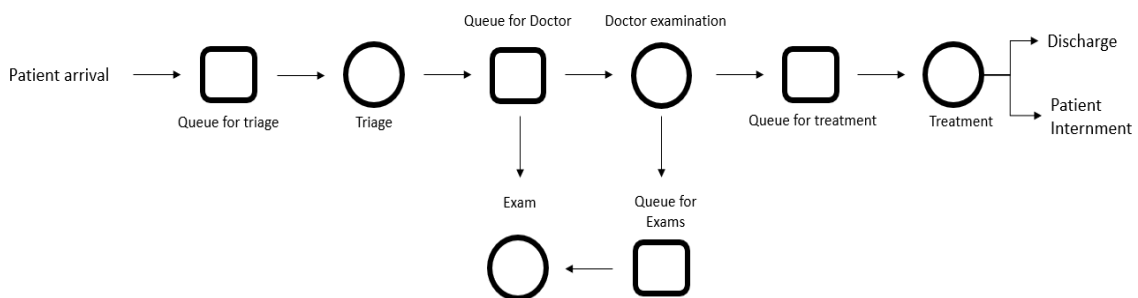 Queue for Doctor
Doctor examination
Discharge
Patient arrival
Queue for triage
Triage
Queue for treatment
Treatment
Patient
Internment
Exam
Queue for
Exams